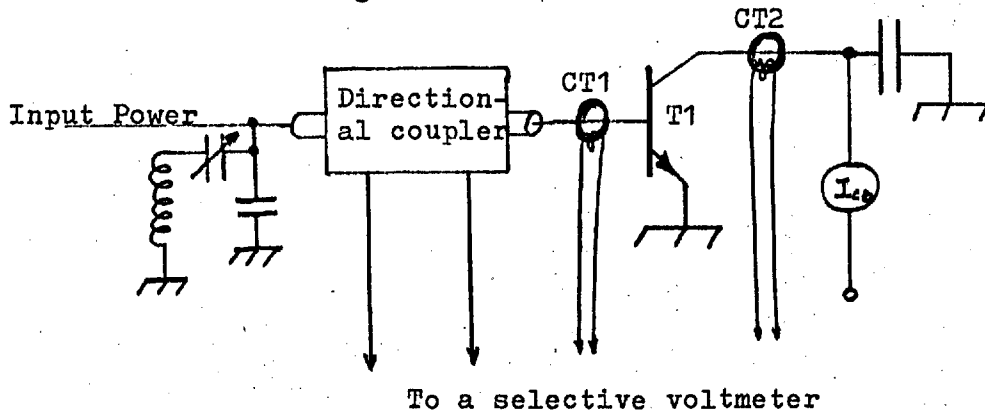 CT2
CT1
Input Power
Direction-
al coupler
T1
To a selective voltmeter